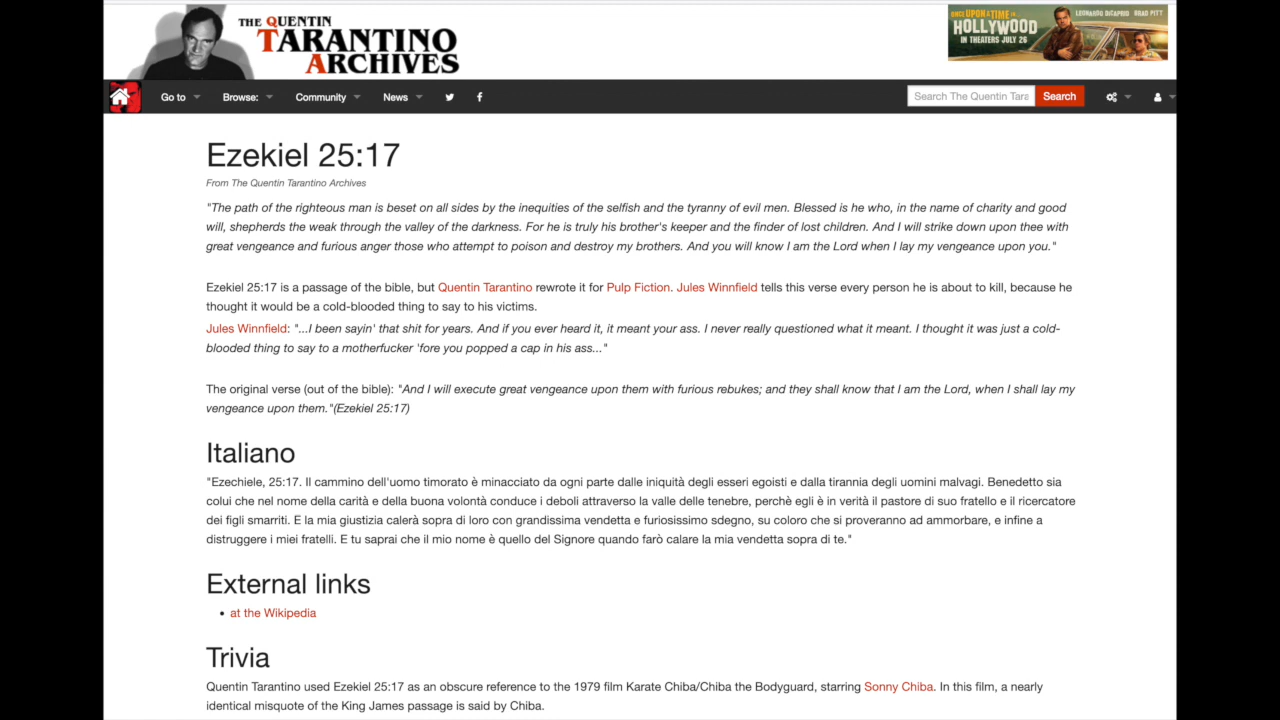 THE QUENTIN
TARANTINO
ARCHIVES
ONCE UPON A TIME IN
HOLLYWOOD
IN THEATERS JULY 26
LEONARDO DiCAPRIO BRAD PITT
Go to
Browse:
Community
News
Search The Quentin Tara
Search
Ezekiel 25:17
From The Quentin Tarantino Archives
"The path of the righteous man is beset on all sides by the inequities of the selfish and the tyranny of evil men. Blessed is he who, in the name of charity and good
will, shepherds the weak through the valley of the darkness. For he is truly his brother's keeper and the finder of lost children. And I will strike down upon thee with
great vengeance and furious anger those who attempt to poison and destroy my brothers. And you will know I am the Lord when I lay my vengeance upon you."
Ezekiel 25:17 is a passage of the bible, but Quentin Tarantino rewrote it for Pulp Fiction. Jules Winnfield tells this verse every person he is about to kill, because he
thought it would be a cold-blooded thing to say to his victims.
Jules Winnfield: "...I been sayin' that shit for years. And if you ever heard it, it meant your ass. I never really questioned what it meant. I thought it was just a cold-
blooded thing to say to a motherfucker 'fore you popped a cap in his ass..."
The original verse (out of the bible): "And I will execute great vengeance upon them with furious rebukes; and they shall know that I am the Lord, when I shall lay my
vengeance upon them."(Ezekiel 25:17)
Italiano
"Ezechiele, 25:17. Il cammino dell'uomo timorato è minacciato da ogni parte dalle iniquità degli esseri egoisti e dalla tirannia degli uomini malvagi. Benedetto sia
colui che nel nome della carità e della buona volontà conduce i deboli attraverso la valle delle tenebre, perchè egli è in verità il pastore di suo fratello e il ricercatore
dei figli smarriti. E la mia giustizia calerà sopra di loro con grandissima vendetta e furiosissimo sdegno, su coloro che si proveranno ad ammorbare, e infine a
distruggere i miei fratelli. E tu saprai che il mio nome è quello del Signore quando farò calare la mia vendetta sopra di te."
External links
• at the Wikipedia
Trivia
Quentin Tarantino used Ezekiel 25:17 as an obscure reference to the 1979 film Karate Chiba/Chiba the Bodyguard, starring Sonny Chiba. In this film, a nearly
identical misquote of the King James passage is said by Chiba.